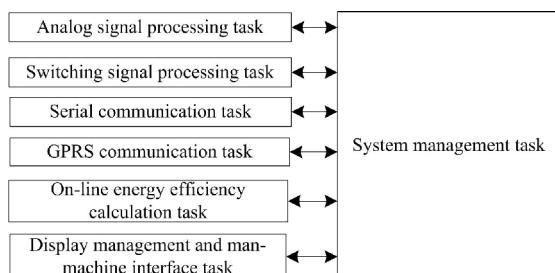 Analog signal processing task
Switching signal processing task
Serial communication task
GPRS communication task
System management task
On-line energy efficiency
calculation task
Display management and man-
machine interface task